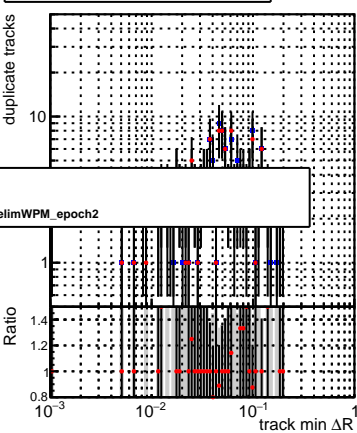 duplicate tracks
10
elimWPM_epoch2
1
Ratio
1.4
1.2
1
0.8
10⁻³ 10⁻² 10⁻¹ 1
track min ΔR